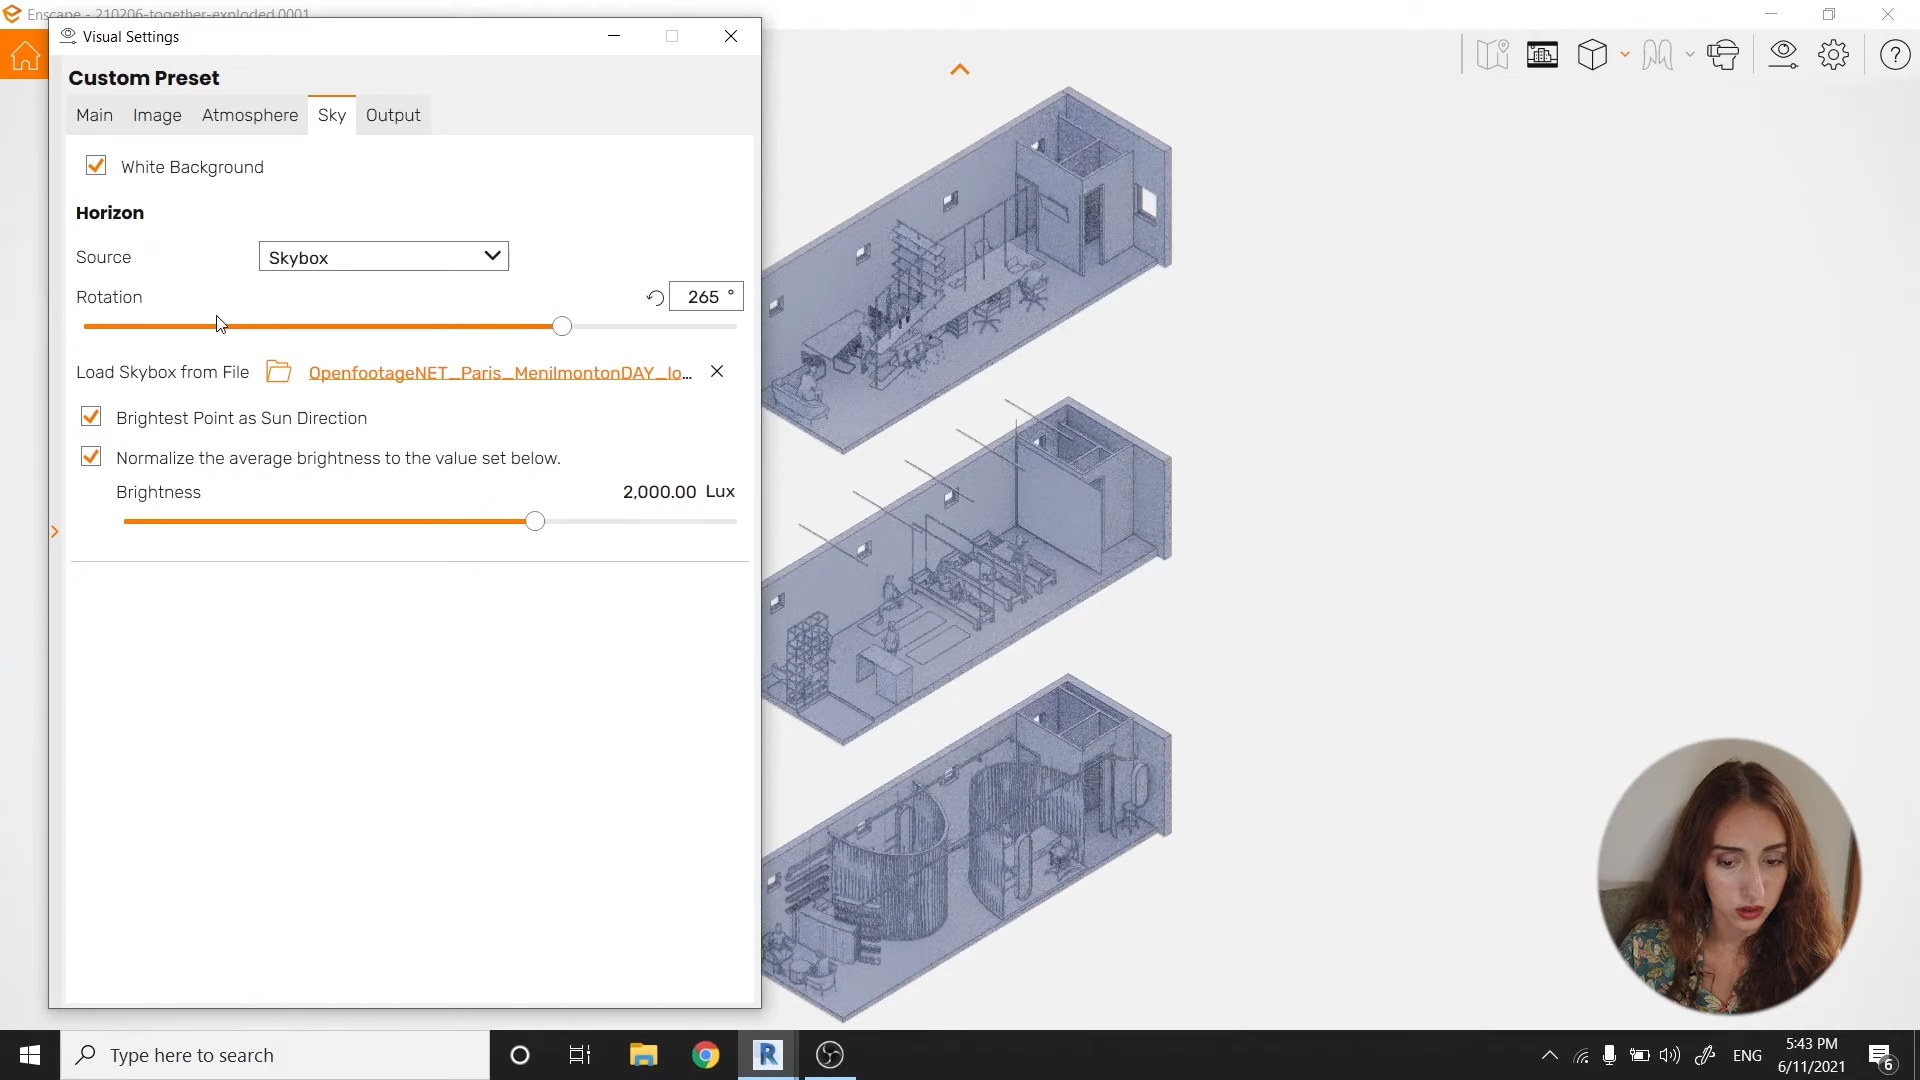 Enscape - 210206-together-exploded.0001
Visual Settings
Custom Preset
Main Image Atmosphere Sky Output
White Background
Horizon
Source Skybox
Rotation 265 °
Load Skybox from File OpenfootageNET_Paris_MenilmontonDAY_lo...
Brightest Point as Sun Direction
Normalize the average brightness to the value set below.
Brightness 2,000.00 Lux
Type here to search
R
ENG
5:43 PM
6/11/2021
6